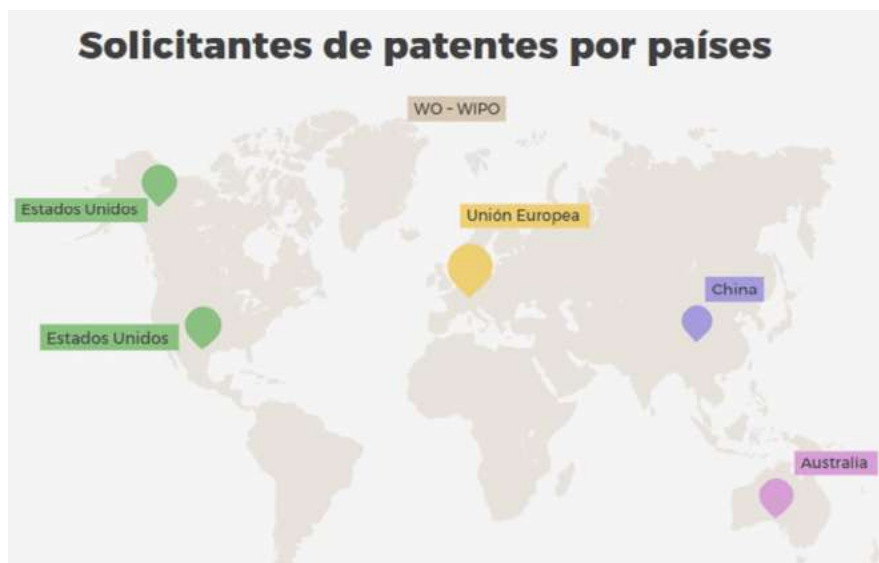 Solicitantes de patentes por países
WO - WIPO
Estados Unidos
Unión Europea
China
Estados Unidos
Australia